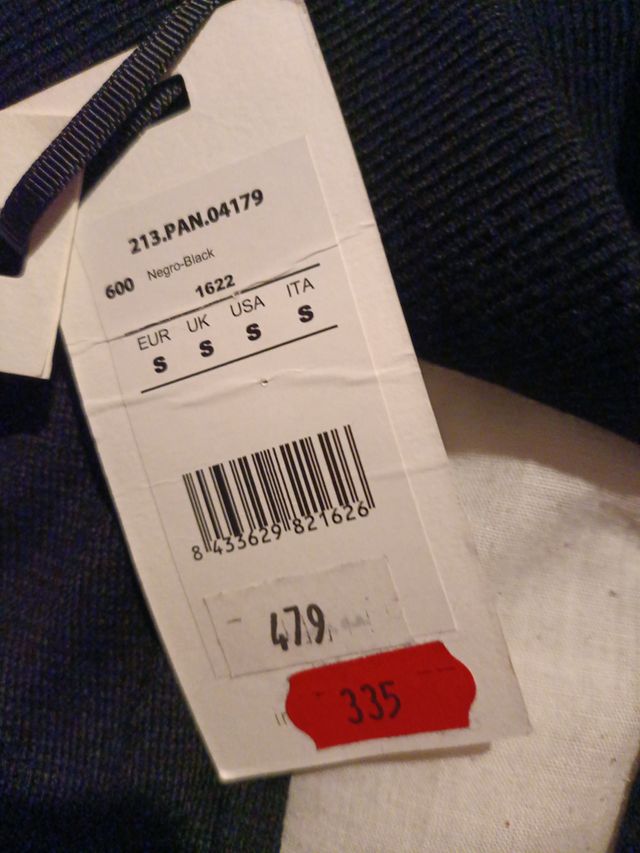 213.PAN.04179
600 Negro-Black
1622
EUR UK USA ITA
S S S S
8 433629 821626
479
335